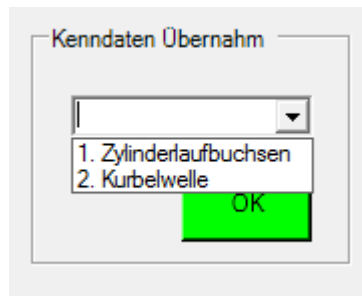 Kenndaten Übernahm
1. Zylinderlaufbuchsen
2. Kurbelwelle
OK